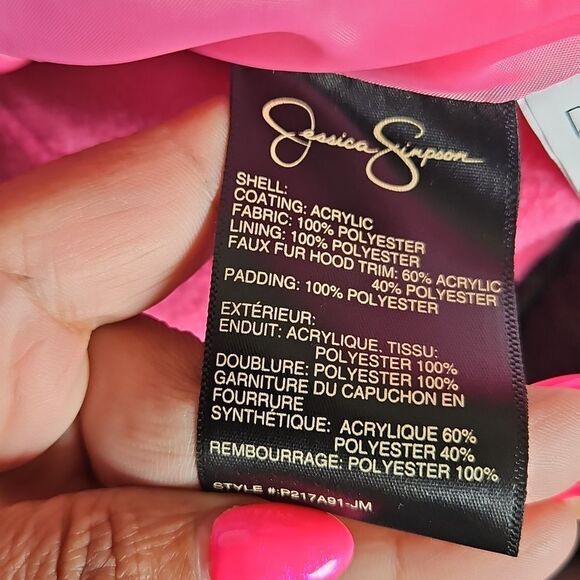 Jessica Simpson
SHELL:
COATING: ACRYLIC
FABRIC: 100% POLYESTER
LINING: 100% POLYESTER
FAUX FUR HOOD TRIM: 60% ACRYLIC
40% POLYESTER
PADDING: 100% POLYESTER
EXTÉRIEUR:
ENDUIT: ACRYLIQUE. TISSU:
POLYESTER 100%
DOUBLURE: POLYESTER 100%
GARNITURE DU CAPUCHON EN
FOURRURE
SYNTHÉTIQUE: ACRYLIQUE 60%
POLYESTER 40%
REMBOURRAGE: POLYESTER 100%
STYLE #:P217A91-JM